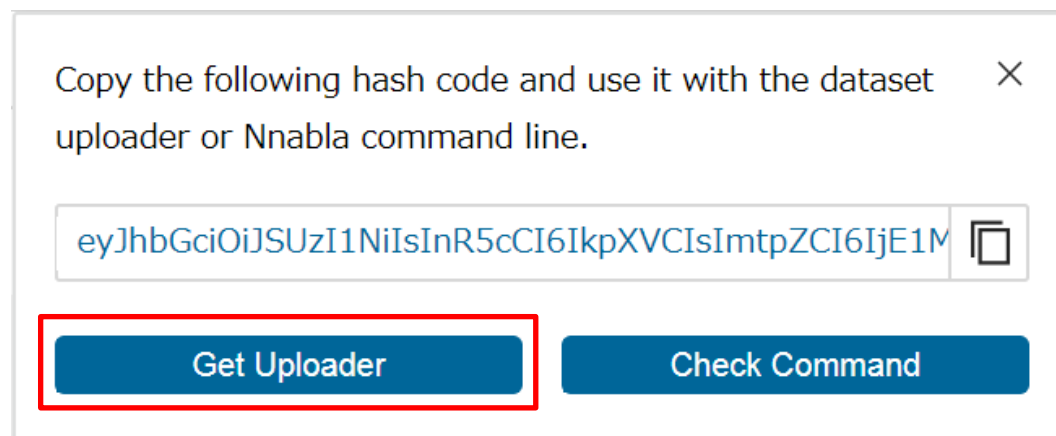 Copy the following hash code and use it with the dataset
uploader or Nnabla command line.
eyJhbGciOiJSUzI1NiIsInR5cCI6IkpXVCIsImtpZCI6IjE1M
Get Uploader
Check Command